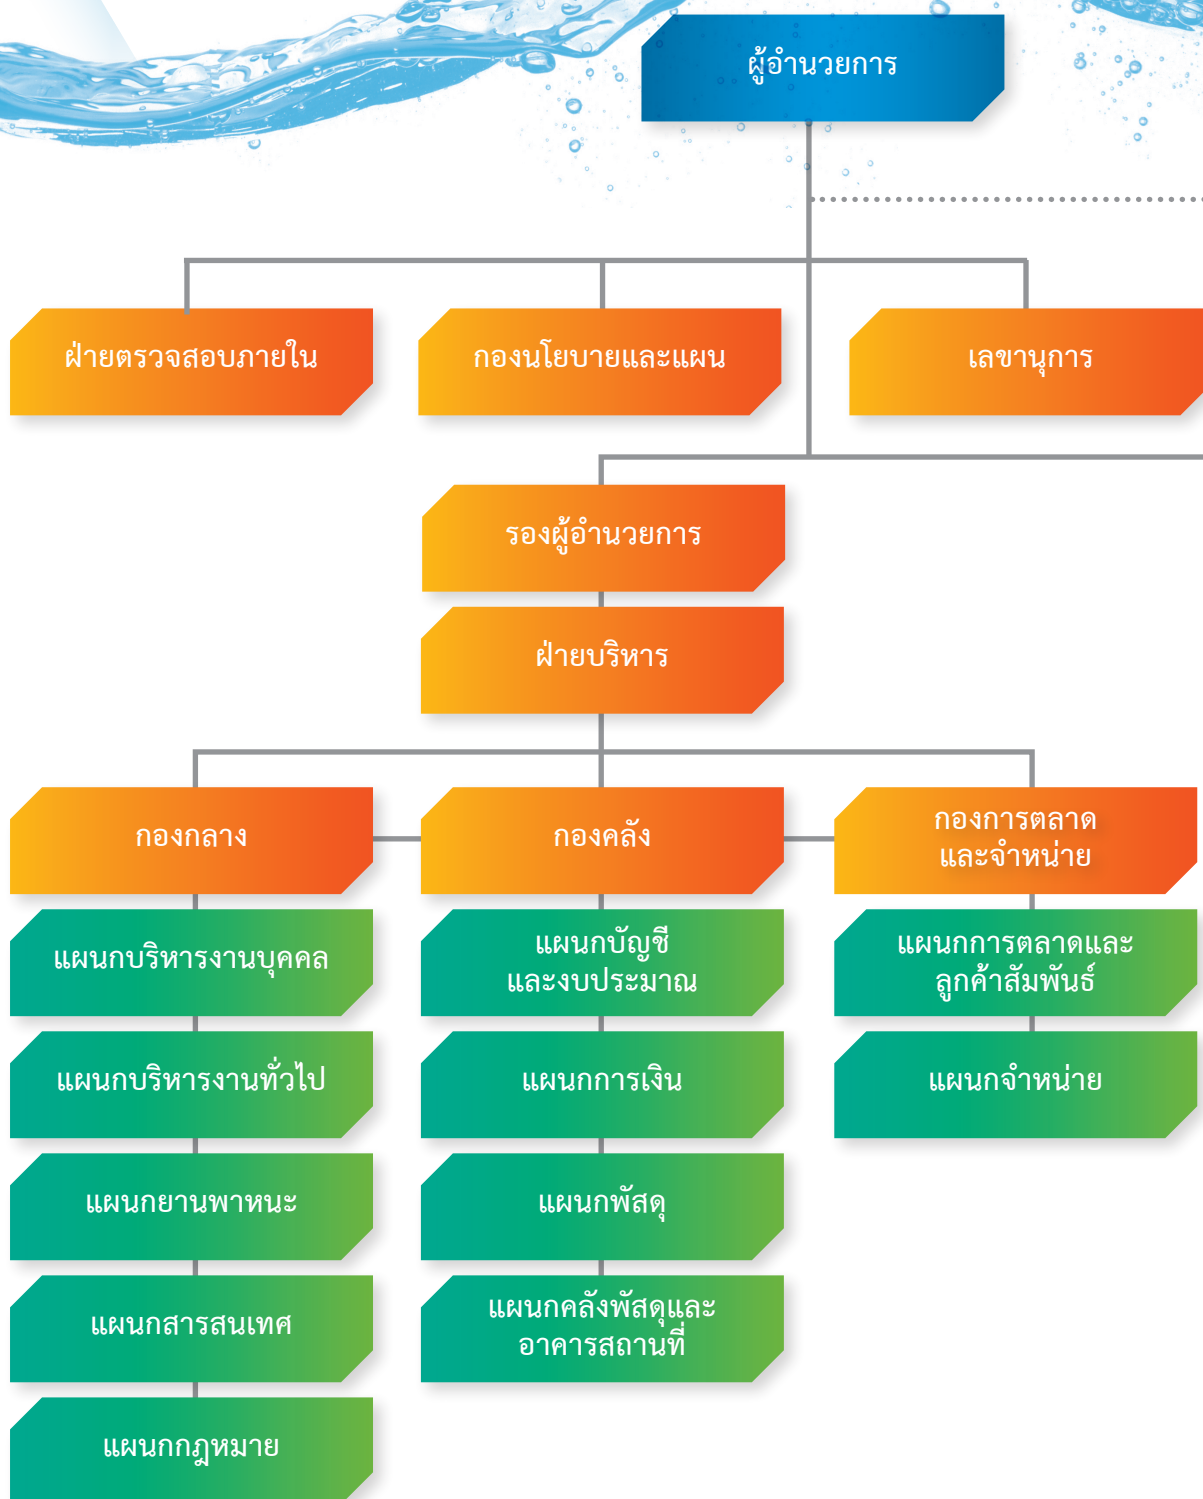 ผู้อำนวยการ
ฝ่ายตรวจสอบภายใน
กองนโยบายและแผน
เลขานุการ
รองผู้อำนวยการ
ฝ่ายบริหาร
กองกลาง
กองคลัง
กองการตลาด
และจำหน่าย
แผนกบริหารงานบุคคล
แผนกบัญชี
และงบประมาณ
แผนกการตลาดและ
ลูกค้าสัมพันธ์
แผนกบริหารงานทั่วไป
แผนกการเงิน
แผนกจำหน่าย
แผนกยานพาหนะ
แผนกพัสดุ
แผนกสารสนเทศ
แผนกคลังพัสดุและ
อาคารสถานที่
แผนกกฎหมาย